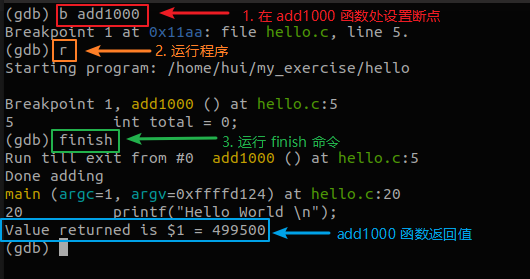 (gdb) b add1000 1. 在 add1000 函数处设置断点
Breakpoint 1 at 0x11aa: file hello.c, line 5.
(gdb) r 2. 运行程序
Starting program: /home/hui/my_exercise/hello
Breakpoint 1, add1000 () at hello.c:5
5 int total = 0;
(gdb) finish 3. 运行 finish 命令
Run till exit from #0 add1000 () at hello.c:5
Done adding
main (argc=1, argv=0xffffd124) at hello.c:20
20 printf("Hello World \n");
Value returned is $1 = 499500 add1000 函数返回值
(gdb)